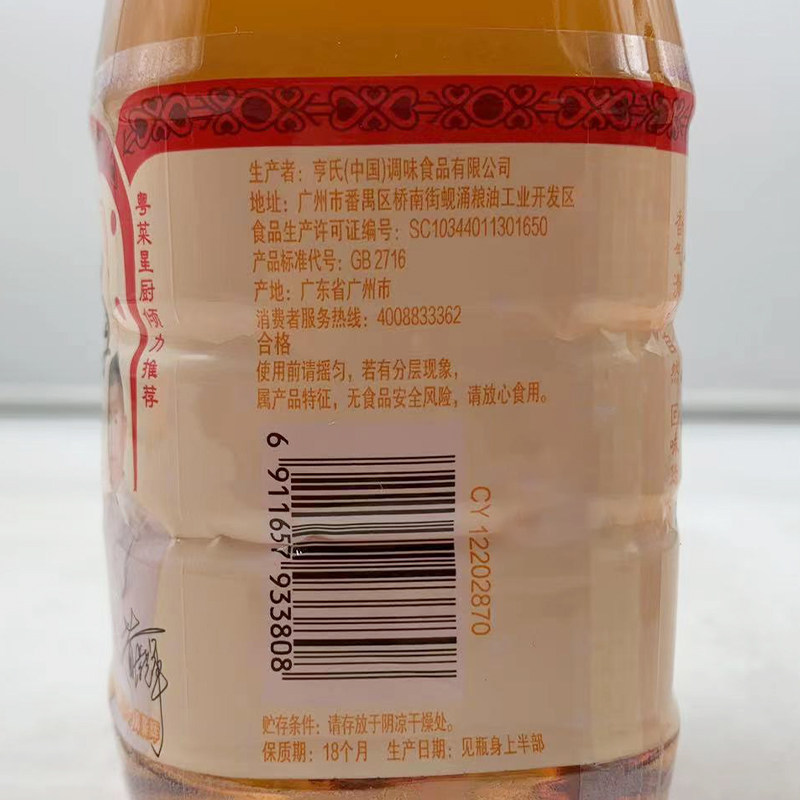 生产者：亨氏(中国)调味食品有限公司
地址：广州市番禺区桥南街蚬涌粮油工业开发区
食品生产许可证编号：SC10344011301650
产品标准代号：GB 2716
产地：广东省广州市
消费者服务热线：4008833362
合格
使用前请摇匀，若有分层现象，
属产品特征，无食品安全风险，请放心食用。
粤菜星厨倾力推荐
6 911657 933808
CY 12202870
贮存条件：请存放于阴凉干燥处。
保质期：18个月 生产日期：见瓶身上半部